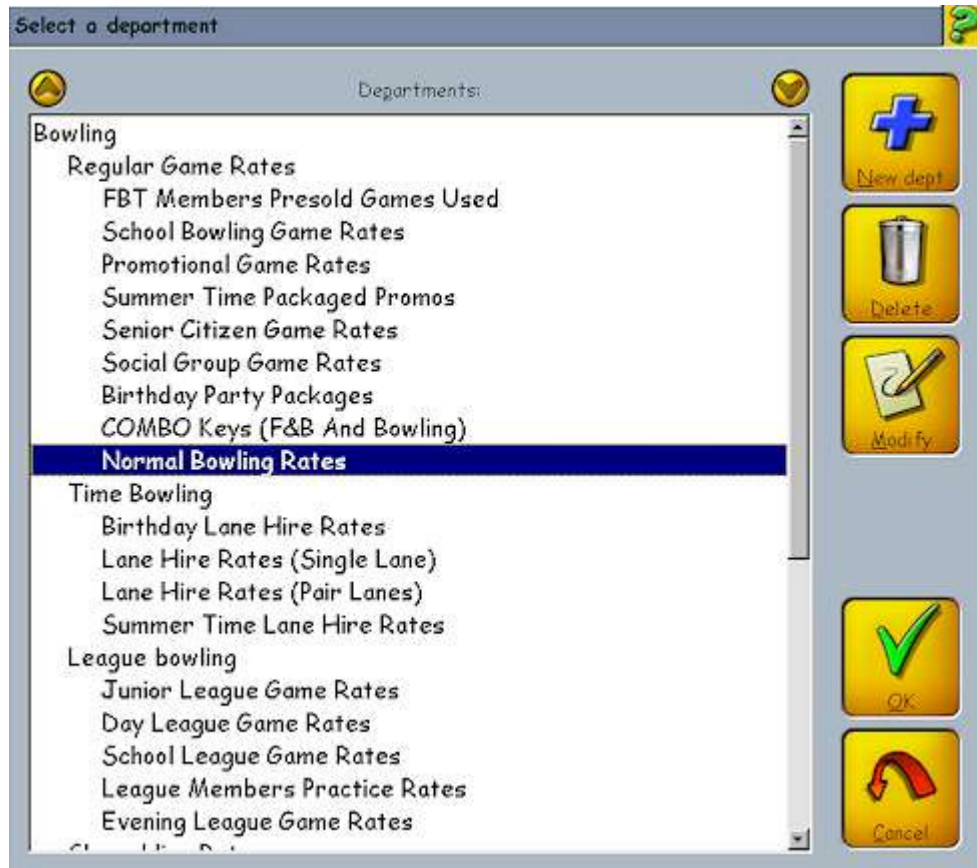 Select a department
Departments:
Bowling
Regular Game Rates
FBT Members Presold Games Used
School Bowling Game Rates
Promotional Game Rates
Summer Time Packaged Promos
Senior Citizen Game Rates
Social Group Game Rates
Birthday Party Packages
COMBO Keys (F&B And Bowling)
Normal Bowling Rates
Time Bowling
Birthday Lane Hire Rates
Lane Hire Rates (Single Lane)
Lane Hire Rates (Pair Lanes)
Summer Time Lane Hire Rates
League bowling
Junior League Game Rates
Day League Game Rates
School League Game Rates
League Members Practice Rates
Evening League Game Rates
New dept
Delete
Modify
OK
Cancel